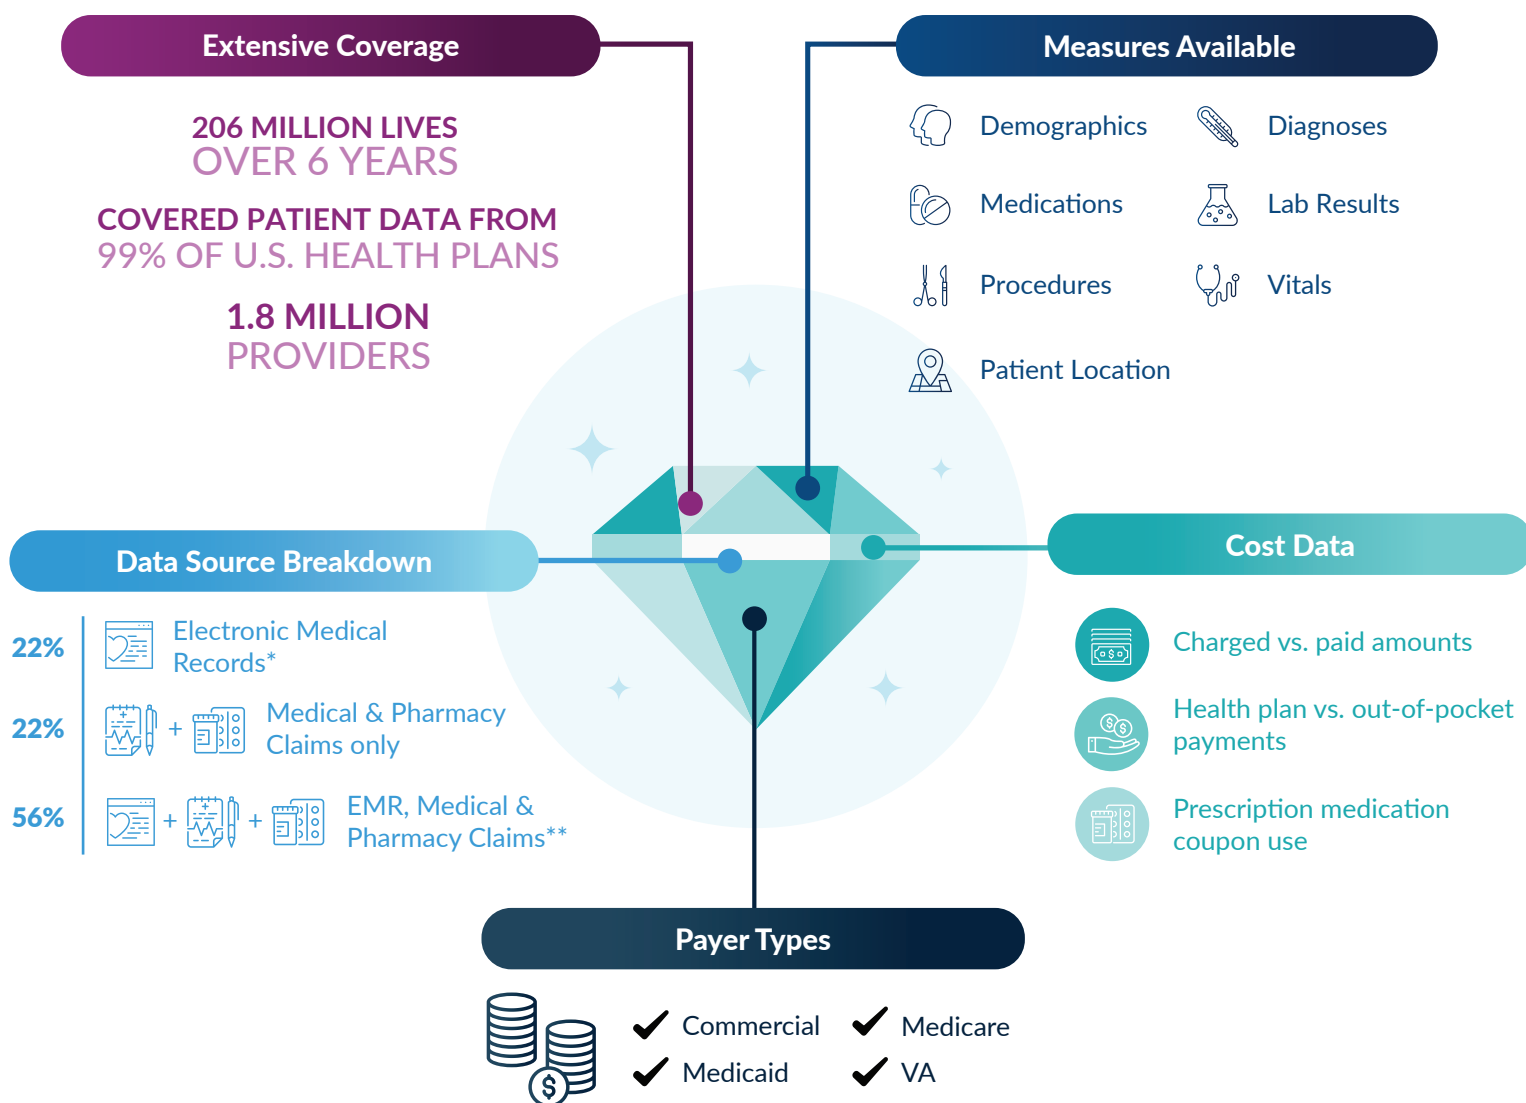 Extensive Coverage
206 MILLION LIVES
OVER 6 YEARS
COVERED PATIENT DATA FROM
99% OF U.S. HEALTH PLANS
1.8 MILLION
PROVIDERS
Measures Available
Demographics
Diagnoses
Medications
Lab Results
Procedures
Vitals
Patient Location
Data Source Breakdown
22%
Electronic Medical
Records*
22%
+
Medical & Pharmacy
Claims only
56%
+ +
EMR, Medical &
Pharmacy Claims**
Cost Data
Charged vs. paid amounts
Health plan vs. out-of-pocket
payments
Prescription medication
coupon use
Payer Types
Commercial
Medicare
Medicaid
VA